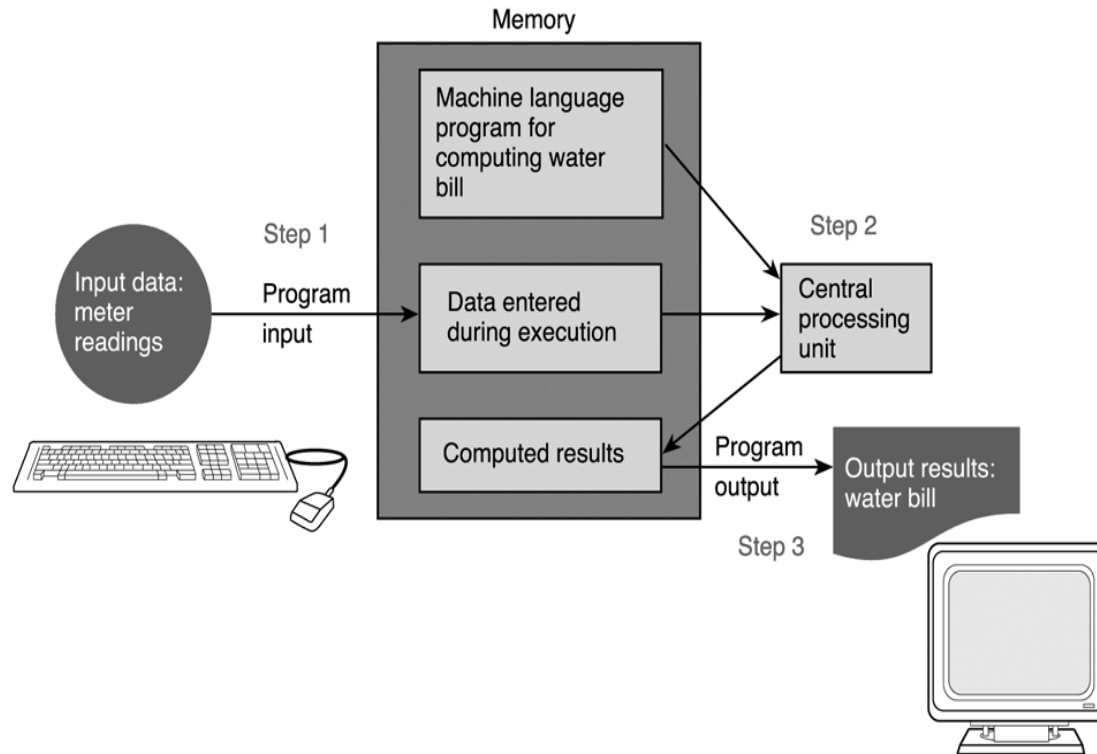 Memory
Machine language
program for
computing water
bill
Step 1
Step 2
Input data:
meter
readings
Program
input
Data entered
during execution
Central
processing
unit
Computed results
Program
output
Output results:
water bill
Step 3